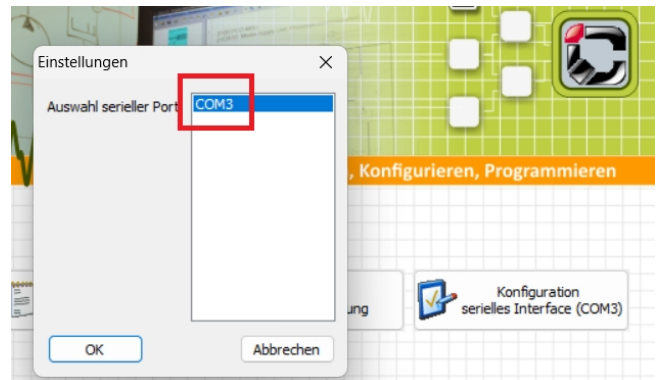 Einstellungen
Auswahl serieller Port
COM3
, Konfigurieren, Programmieren
ung
Konfiguration
serielles Interface (COM3)
OK
Abbrechen